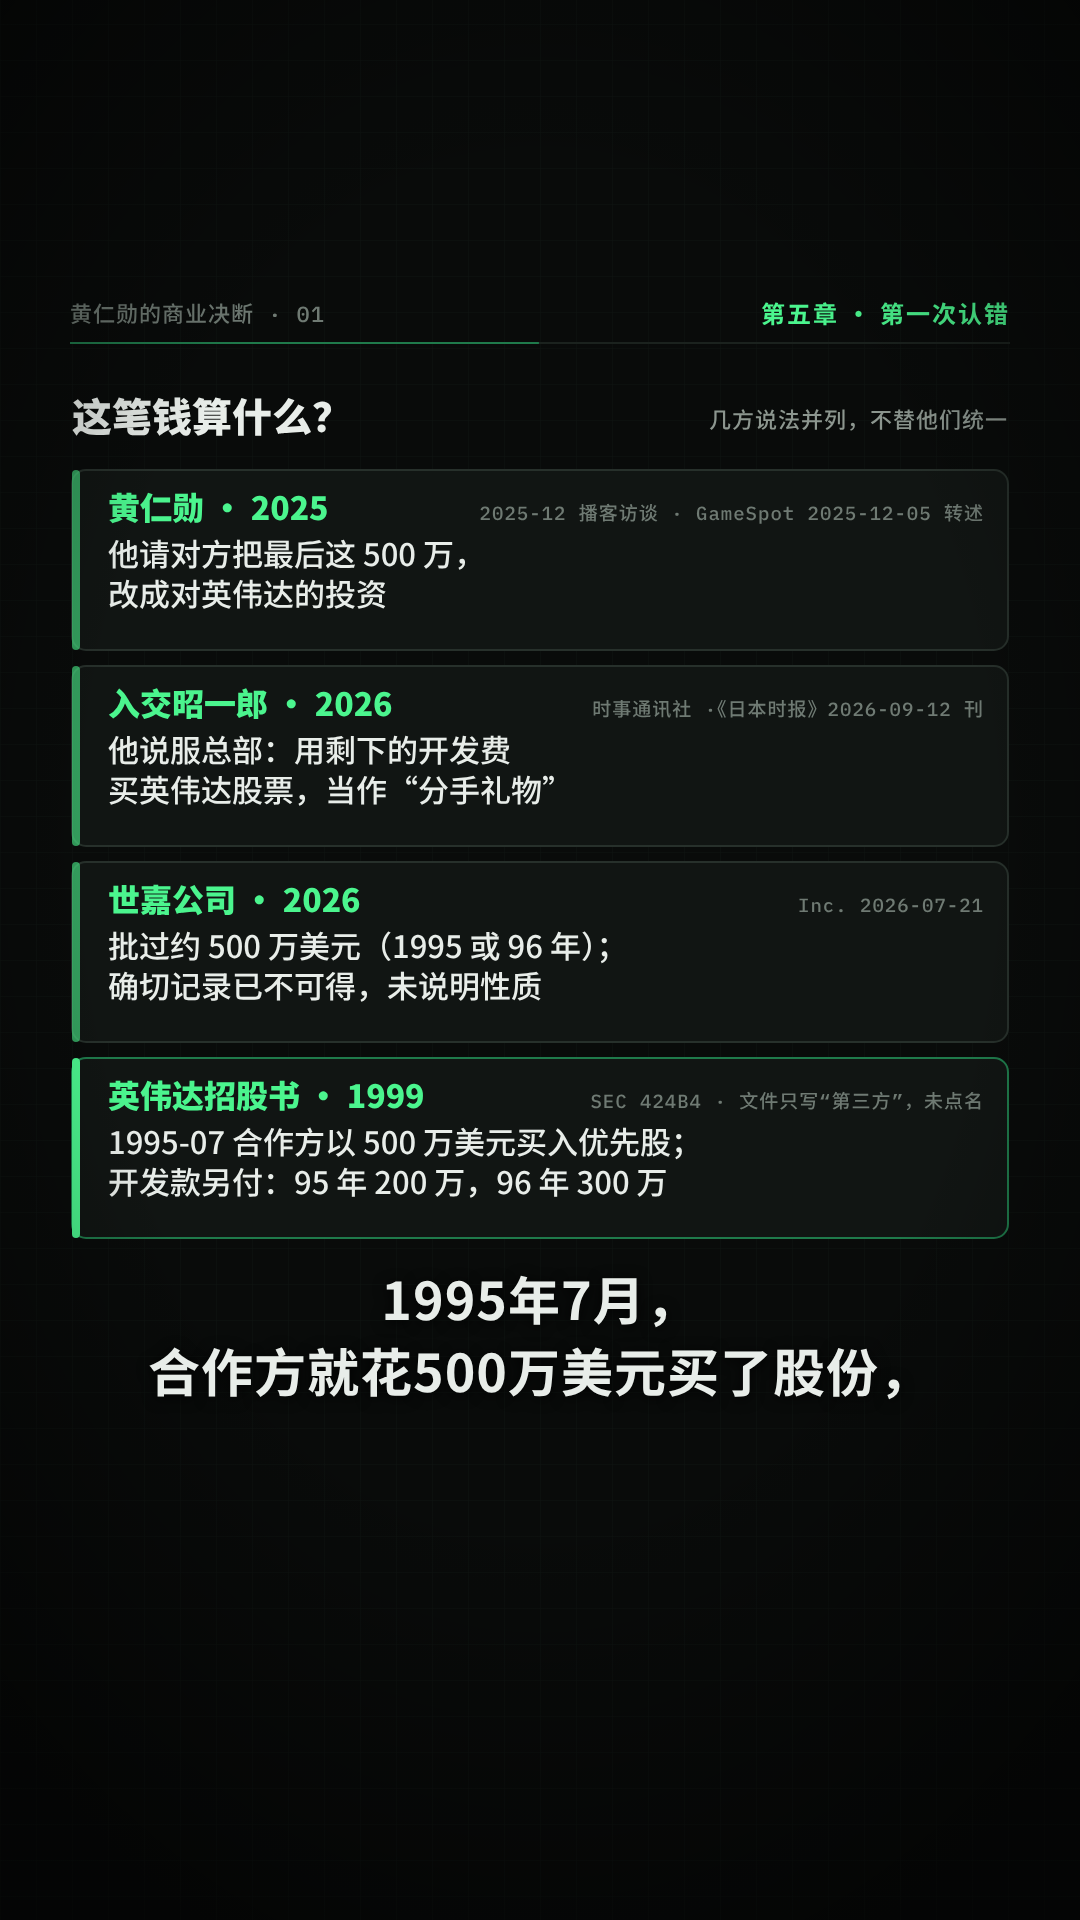 黄仁勋的商业决断 · 01
第五章 · 第一次认错
这笔钱算什么?
几方说法并列，不替他们统一
黄仁勋 · 2025
2025-12 播客访谈 · GameSpot 2025-12-05 转述
他请对方把最后这 500 万，
改成对英伟达的投资
入交昭一郎 · 2026
时事通讯社 ·《日本时报》2026-09-12 刊
他说服总部：用剩下的开发费
买英伟达股票，当作“分手礼物”
世嘉公司 · 2026
Inc. 2026-07-21
批过约 500 万美元（1995 或 96 年）；
确切记录已不可得，未说明性质
英伟达招股书 · 1999
SEC 424B4 · 文件只写“第三方”，未点名
1995-07 合作方以 500 万美元买入优先股；
开发款另付：95 年 200 万，96 年 300 万
1995年7月，
合作方就花500万美元买了股份，